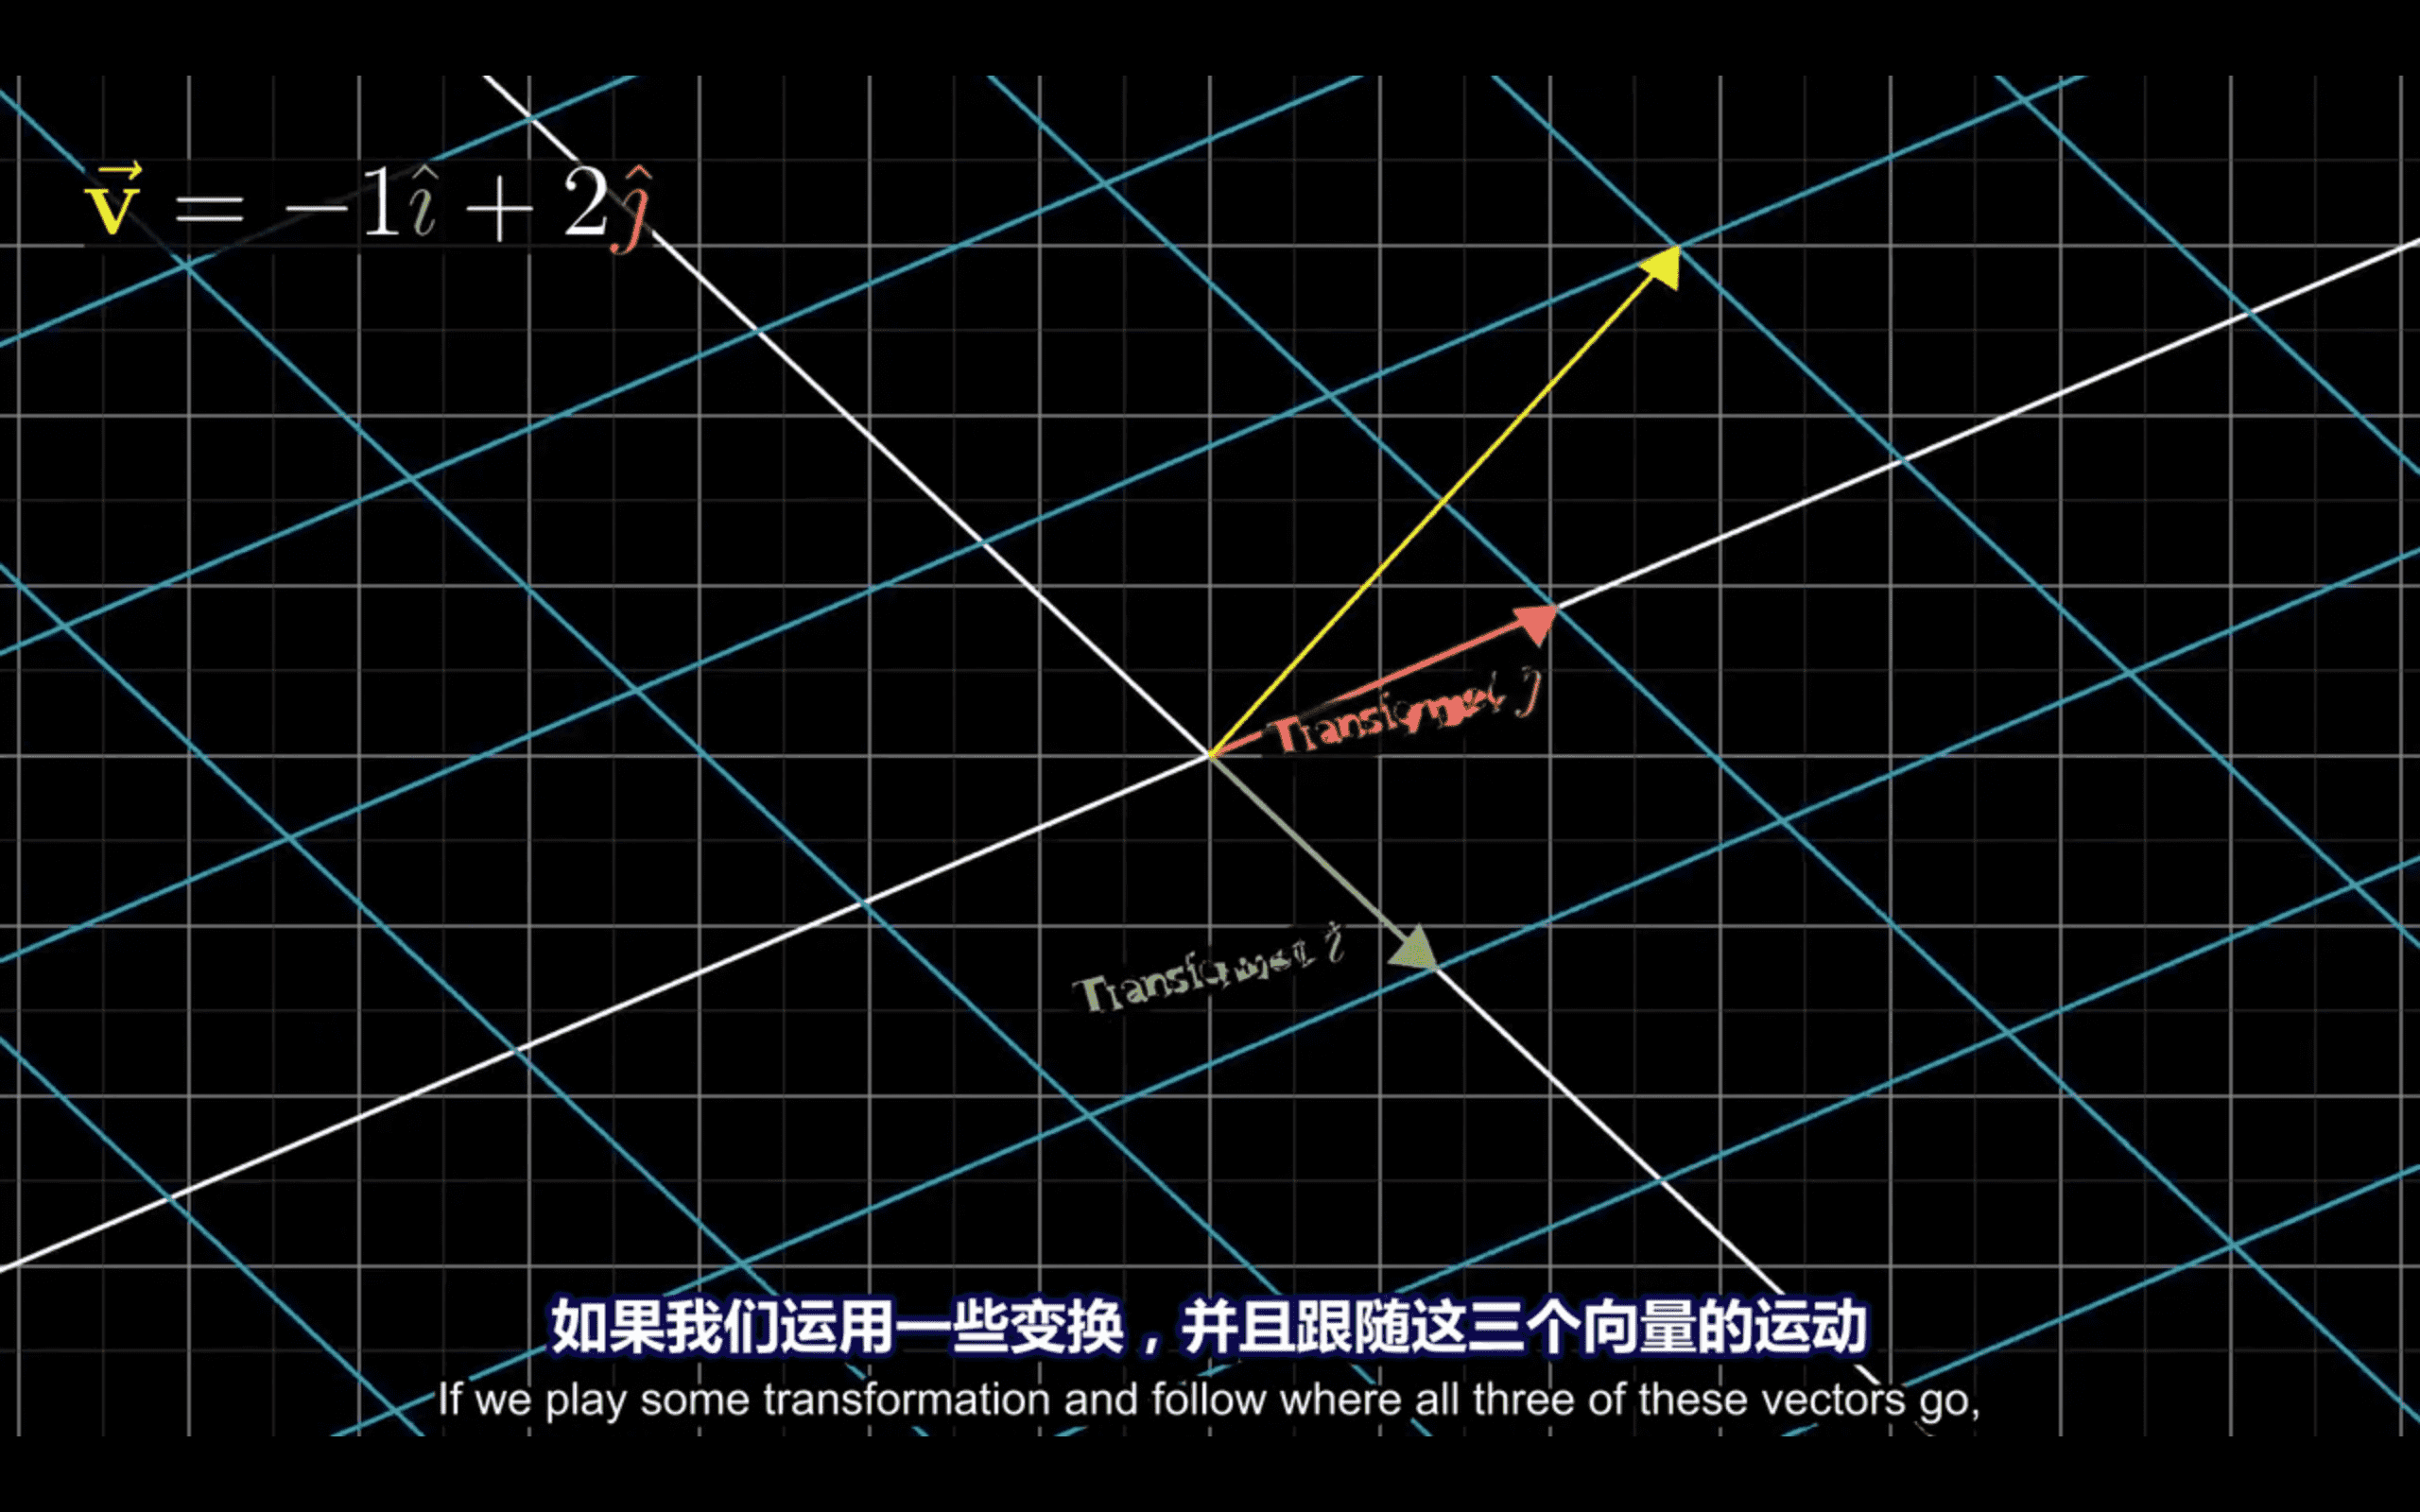 v⃗ = −1î + 2ĵ
Transformed ĵ
Transformed î
如果我们运用一些变换，并且跟随这三个向量的运动
If we play some transformation and follow where all three of these vectors go,